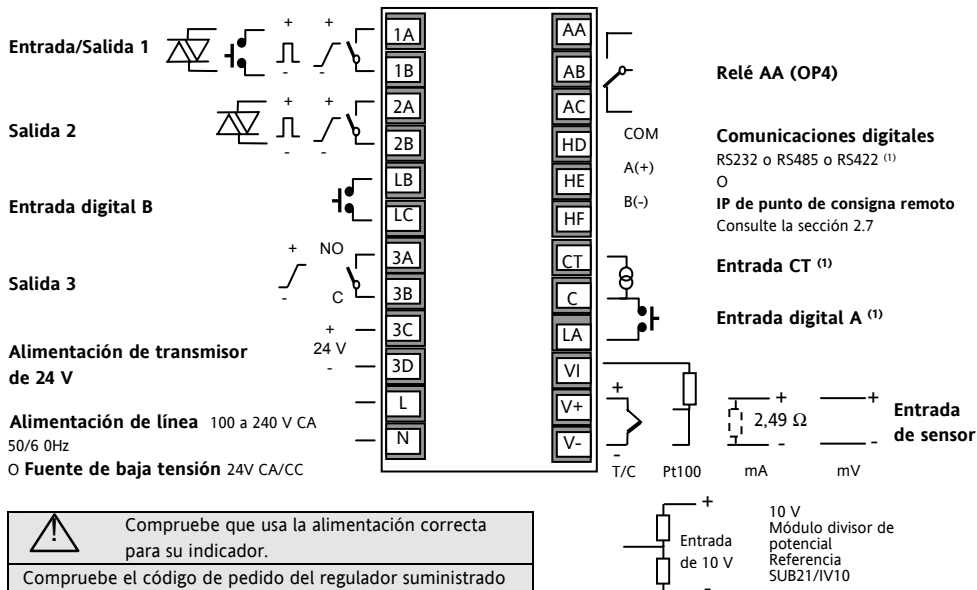 Entrada/Salida 1
+ +
- -
1A
1B
Salida 2
+ +
- -
2A
2B
Entrada digital B
LB
LC
Salida 3
+ NO
- C
3A
3B
Alimentación de transmisor
de 24 V
+
24 V
-
3C
3D
Alimentación de línea 100 a 240 V CA
50/6 0Hz
O Fuente de baja tensión 24V CA/CC
L
N
AA
AB
AC
Relé AA (OP4)
HD
HE
HF
COM
A(+)
B(-)
Comunicaciones digitales
RS232 o RS485 o RS422 (1)
O
IP de punto de consigna remoto
Consulte la sección 2.7
CT
C
LA
Entrada CT (1)
Entrada digital A (1)
VI
V+
V-
+
-
T/C
Pt100
+
2,49 Ω
-
mA
+
-
mV
Entrada
de sensor
+
Entrada
de 10 V
-
10 V
Módulo divisor de
potencial
Referencia
SUB21/IV10
!
Compruebe que usa la alimentación correcta
para su indicador.
Compruebe el código de pedido del regulador suministrado